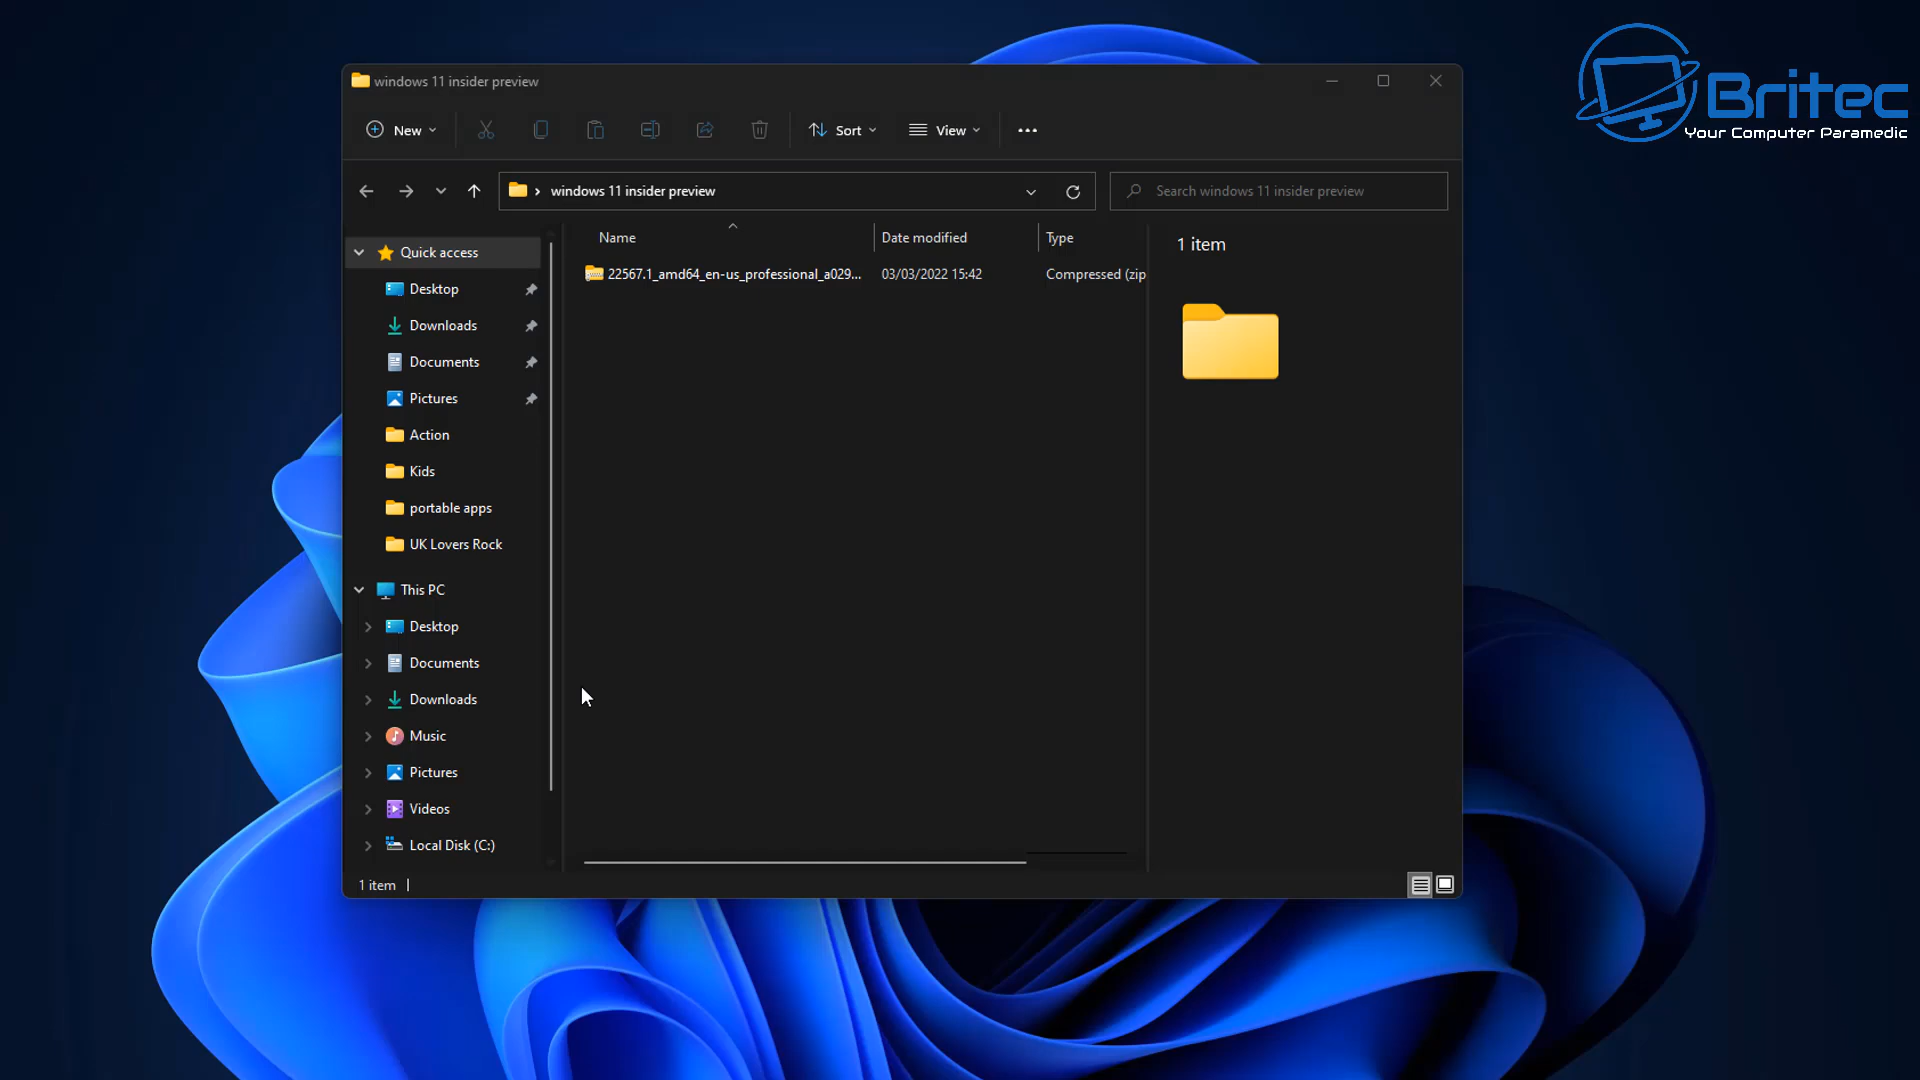 windows 11 insider preview
Britec
Your Computer Paramedic
New
Sort
View
windows 11 insider preview
Search windows 11 insider preview
Name
Date modified
Type
1 item
Quick access
22567.1_amd64_en-us_professional_a029...
03/03/2022 15:42
Compressed (zip
Desktop
Downloads
Documents
Pictures
Action
Kids
portable apps
UK Lovers Rock
This PC
Desktop
Documents
Downloads
Music
Pictures
Videos
Local Disk (C:)
1 item